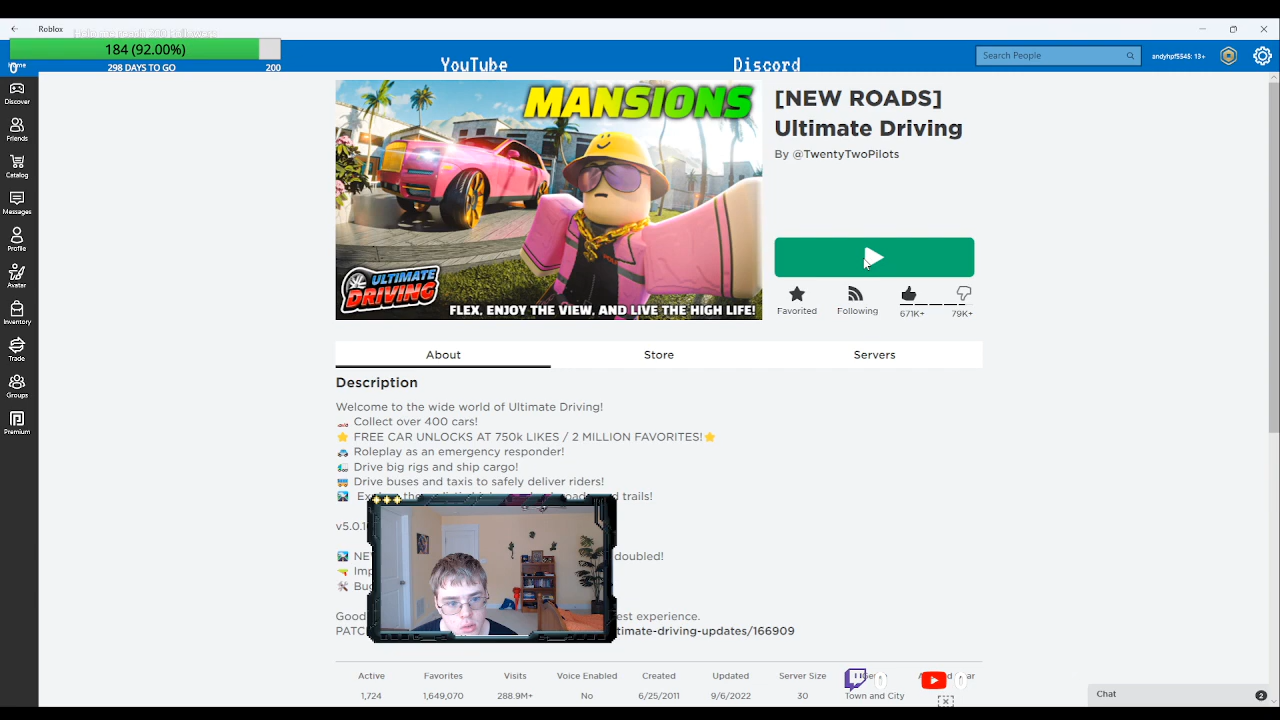 Roblox
184 (92.00%)
0
298 DAYS TO GO
200
YouTube
Discord
Search People
andyhpf5545: 13+
Home
Discover
Friends
Catalog
Messages
Profile
Avatar
Inventory
Trade
Groups
Premium
MANSIONS
ULTIMATE
DRIVING
FLEX, ENJOY THE VIEW, AND LIVE THE HIGH LIFE!
[NEW ROADS]
Ultimate Driving
By @TwentyTwoPilots
Favorited
Following
671K+
79K+
About
Store
Servers
Description
Welcome to the wide world of Ultimate Driving!
Collect over 400 cars!
FREE CAR UNLOCKS AT 750k LIKES / 2 MILLION FAVORITES!
Roleplay as an emergency responder!
Drive big rigs and ship cargo!
Drive buses and taxis to safely deliver riders!
trails!
doubled!
experience.
timate-driving-updates/166909
Active
Favorites
Visits
Voice Enabled
Created
Updated
Server Size
1,724
1,649,070
288.9M+
No
6/25/2011
9/6/2022
30
Town and City
0
0
Chat
2